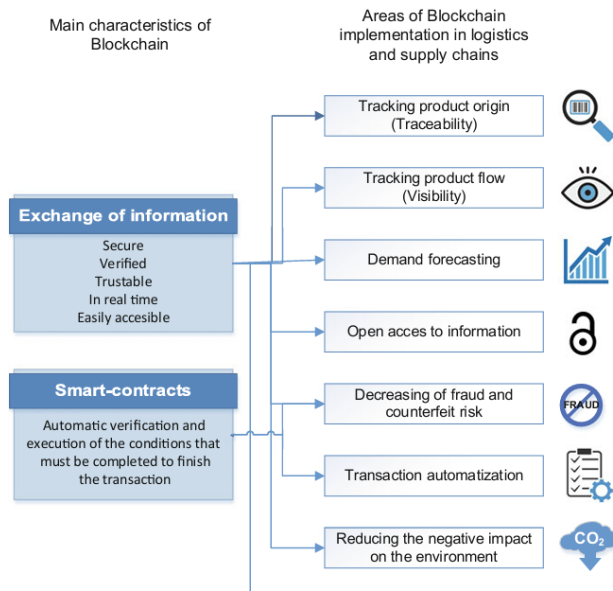 Main characteristics of
Blockchain
Areas of Blockchain
implementation in logistics
and supply chains
Exchange of information
Secure
Verified
Trustable
In real time
Easily accesible
Smart-contracts
Automatic verification and
execution of the conditions that
must be completed to finish
the transaction
Tracking product origin
(Traceability)
Tracking product flow
(Visibility)
Demand forecasting
Open acces to information
Decreasing of fraud and
counterfeit risk
FRAUD
Transaction automatization
Reducing the negative impact
on the environment
CO₂